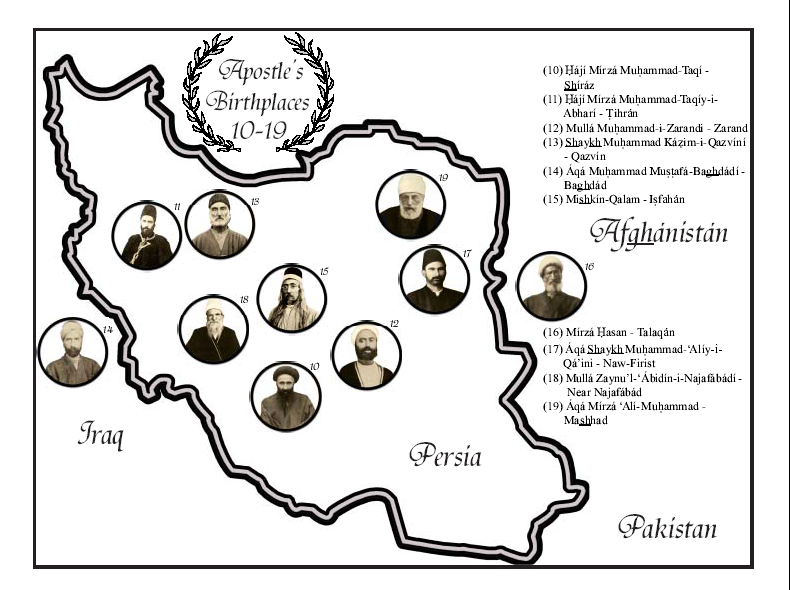 Apostle's
Birthplaces
10-19
(10) Ḥájí Mírzá Muḥammad-Taqí -
Shíráz
(11) Ḥájí Mírzá Muḥammad-Taqíy-i-
Abharí - Ṭihrán
(12) Mullá Muḥammad-i-Zarandi - Zarand
(13) Shaykh Muḥammad Káẓim-i-Qazvíní
- Qazvín
(14) Áqá Muḥammad Muṣṭafá-Baghdádí -
Baghdád
(15) Mishkín-Qalam - Iṣfahán
Afghánistán
(16) Mírzá Ḥasan - Talaqán
(17) Áqá Shaykh Muḥammad-‘Alíy-i-
Qá’iní - Naw-Firist
(18) Mullá Zaynu’l-‘Ábidín-i-Najafábádí -
Near Najafábád
(19) Áqá Mírzá ‘Alí-Muḥammad -
Mashhad
19
11
13
17
15
16
18
12
14
10
Iraq
Persia
Pakistan